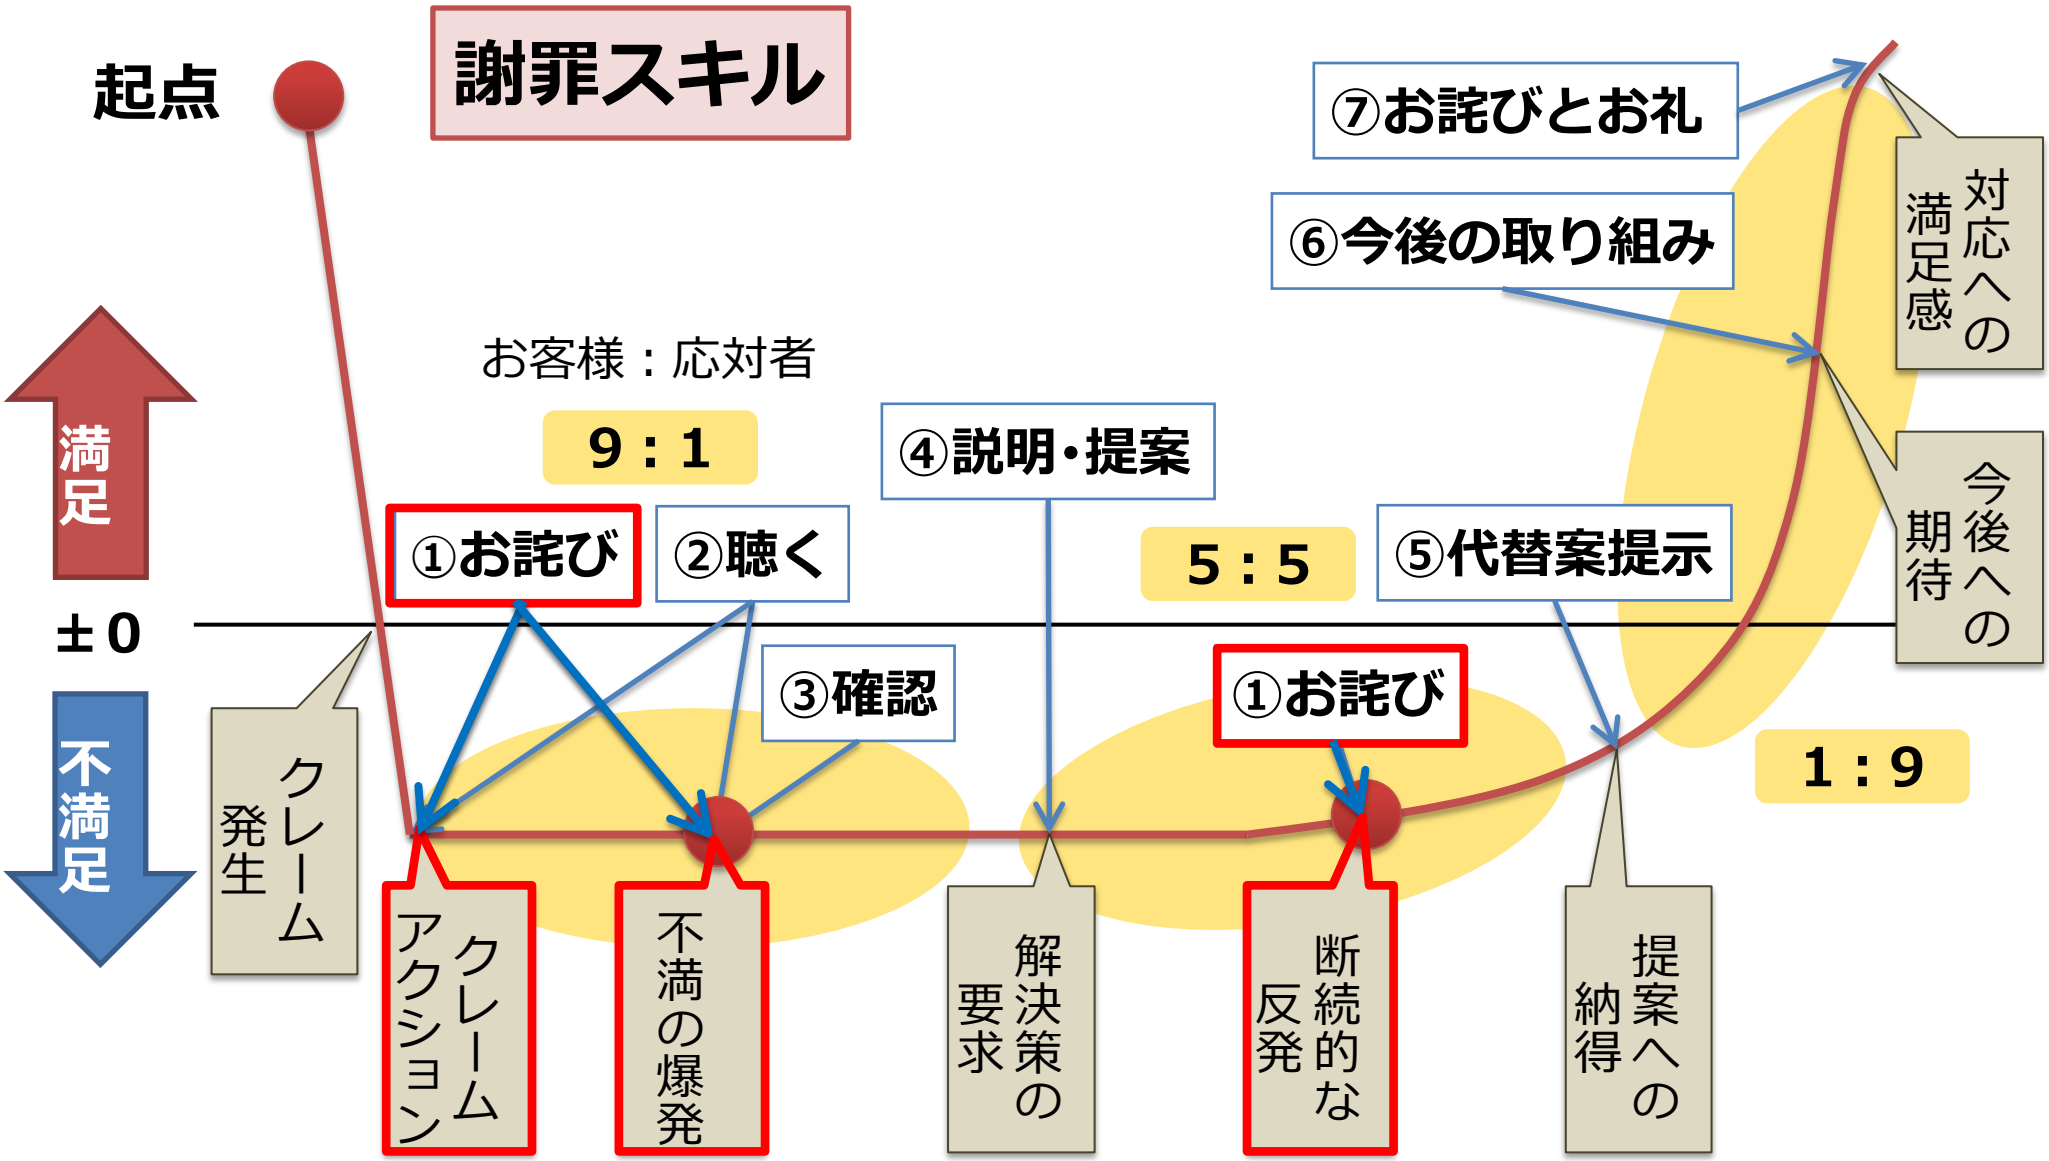 謝罪スキル
起点
⑦お詫びとお礼
対応への
満足感
⑥今後の取り組み
お客様：応対者
9：1
④説明・提案
満足
今後への
期待
①お詫び
②聴く
5：5
⑤代替案提示
±0
③確認
①お詫び
1：9
不満足
クレーム
発生
クレーム
アクション
不満の爆発
解決策の
要求
断続的な
反発
提案への
納得